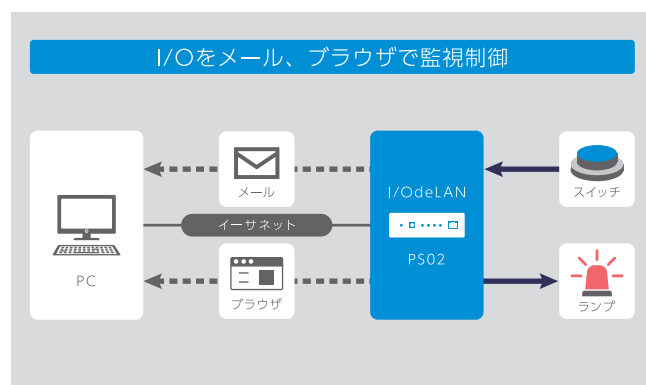 I/Oをメール、ブラウザで監視制御
メール
I/OdeLAN
スイッチ
イーサネット
PC
PS02
ブラウザ
ランプ